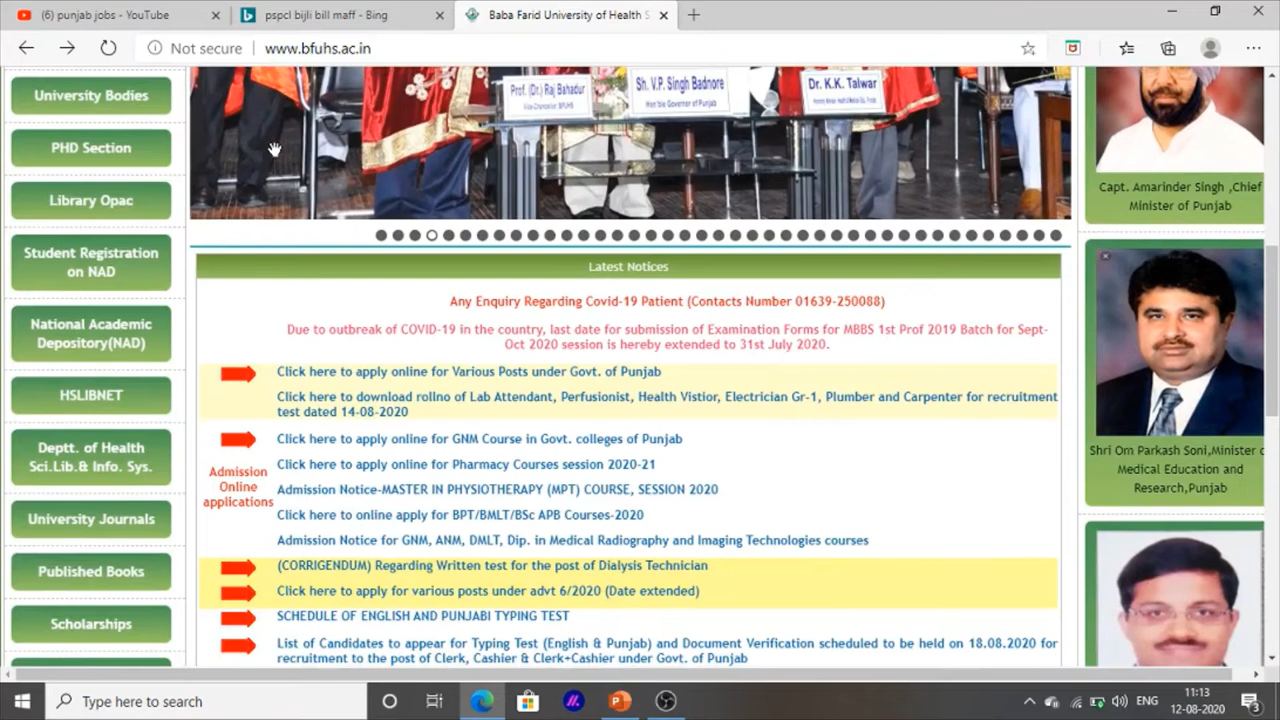 (6) punjab jobs - YouTube
pspcl bijli bill maff - Bing
Baba Farid University of Health S
Not secure
www.bfuhs.ac.in
University Bodies
PHD Section
Library Opac
Student Registration
on NAD
National Academic
Depository(NAD)
HSLIBNET
Deptt. of Health
Sci.Lib.& Info. Sys.
University Journals
Published Books
Scholarships
Prof. (Dr.) Raj Bahadur
Vice-Chancellor, BFUHS
Sh. V.P. Singh Badnore
Hon'ble Governor of Punjab
Dr. K.K. Talwar
Latest Notices
Any Enquiry Regarding Covid-19 Patient (Contacts Number 01639-250088)
Due to outbreak of COVID-19 in the country, last date for submission of Examination Forms for MBBS 1st Prof 2019 Batch for Sept-
Oct 2020 session is hereby extended to 31st July 2020.
Click here to apply online for Various Posts under Govt. of Punjab
Click here to download rollno of Lab Attendant, Perfusionist, Health Vistior, Electrician Gr-1, Plumber and Carpenter for recruitment
test dated 14-08-2020
Click here to apply online for GNM Course in Govt. colleges of Punjab
Admission
Online
applications
Click here to apply online for Pharmacy Courses session 2020-21
Admission Notice-MASTER IN PHYSIOTHERAPY (MPT) COURSE, SESSION 2020
Click here to online apply for BPT/BMLT/BSc APB Courses-2020
Admission Notice for GNM, ANM, DMLT, Dip. in Medical Radiography and Imaging Technologies courses
(CORRIGENDUM) Regarding Written test for the post of Dialysis Technician
Click here to apply for various posts under advt 6/2020 (Date extended)
SCHEDULE OF ENGLISH AND PUNJABI TYPING TEST
List of Candidates to appear for Typing Test (English & Punjab) and Document Verification scheduled to be held on 18.08.2020 for
recruitment to the post of Clerk, Cashier & Clerk+Cashier under Govt. of Punjab
Capt. Amarinder Singh ,Chief
Minister of Punjab
Shri Om Parkash Soni,Minister o
Medical Education and
Research,Punjab
Type here to search
ENG
11:13
12-08-2020
3